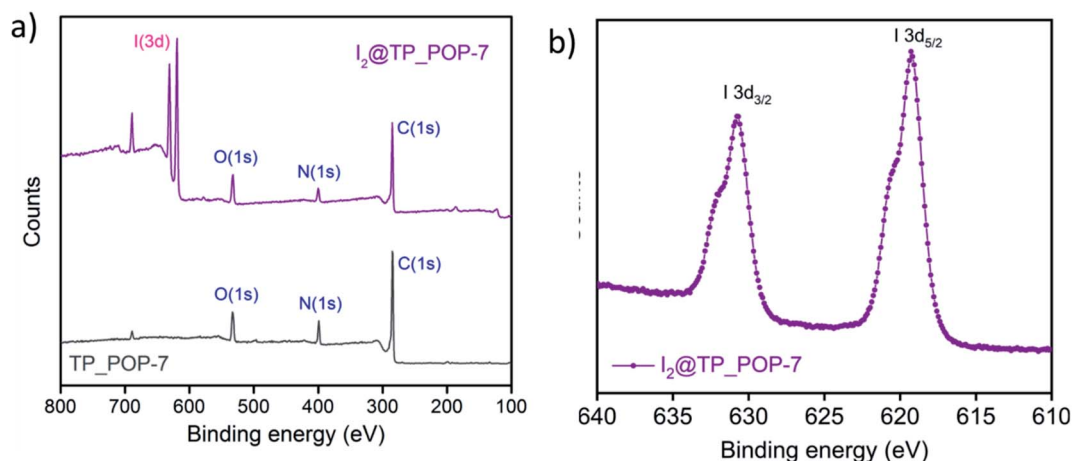 a)
I(3d)
I₂@TP_POP-7
C(1s)
O(1s)
N(1s)
C(1s)
O(1s)
N(1s)
TP_POP-7
Counts
800 700 600 500 400 300 200 100
Binding energy (eV)
b)
I 3d₅/₂
I 3d₃/₂
I₂@TP_POP-7
640 635 630 625 620 615 610
Binding energy (eV)